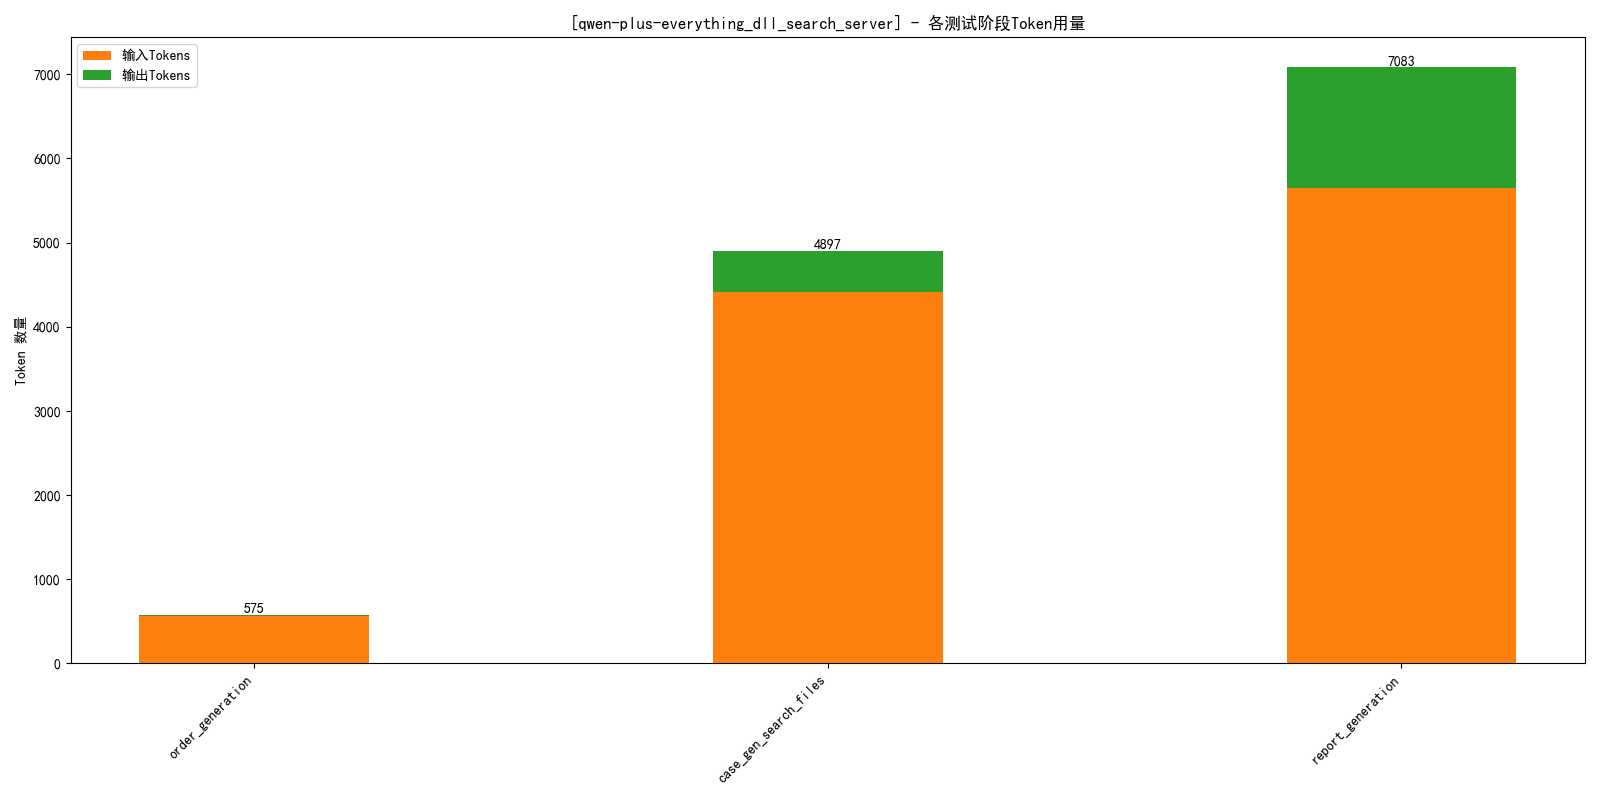 [qwen-plus-everything_dll_search_server] - 各测试阶段Token用量
输入Tokens
输出Tokens
Token 数量
7000
6000
5000
4000
3000
2000
1000
0
575
4897
7083
order_generation
case_gen_search_files
report_generation